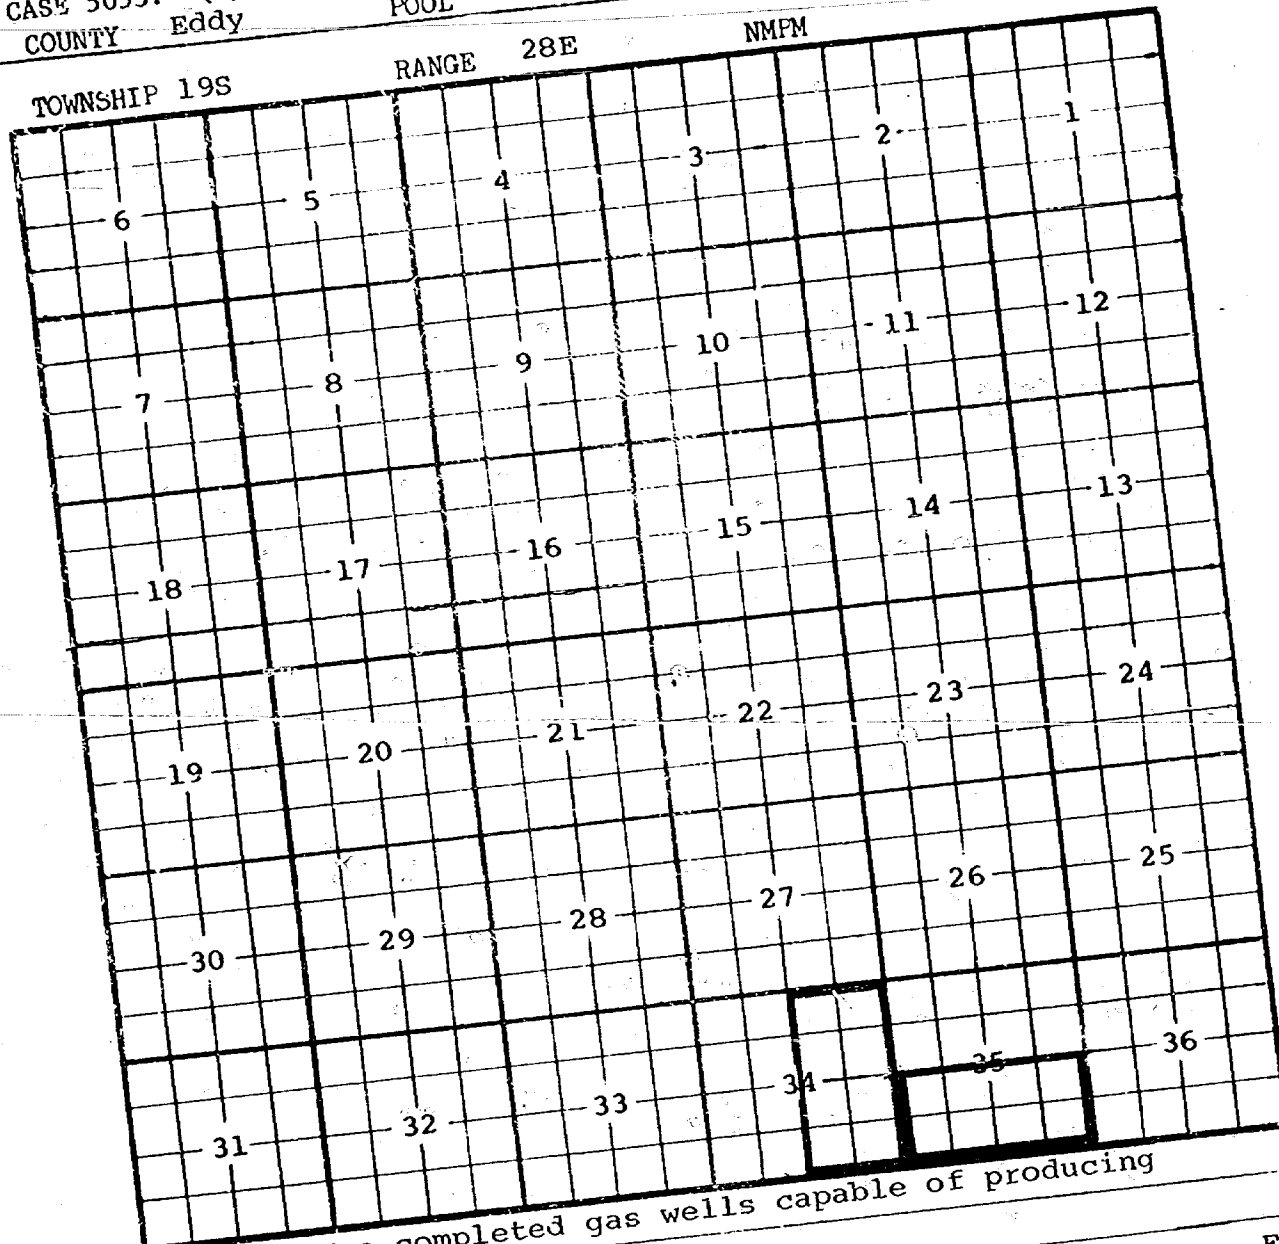 CASE
COUNTY Eddy POOL
TOWNSHIP 19S RANGE 28E NMPM
6 5 4 3 2 1
7 8 9 10 11 12
18 17 16 15 14 13
19 20 21 22 23 24
30 29 28 27 26 25
31 32 33 34 35 36
completed gas wells capable of producing